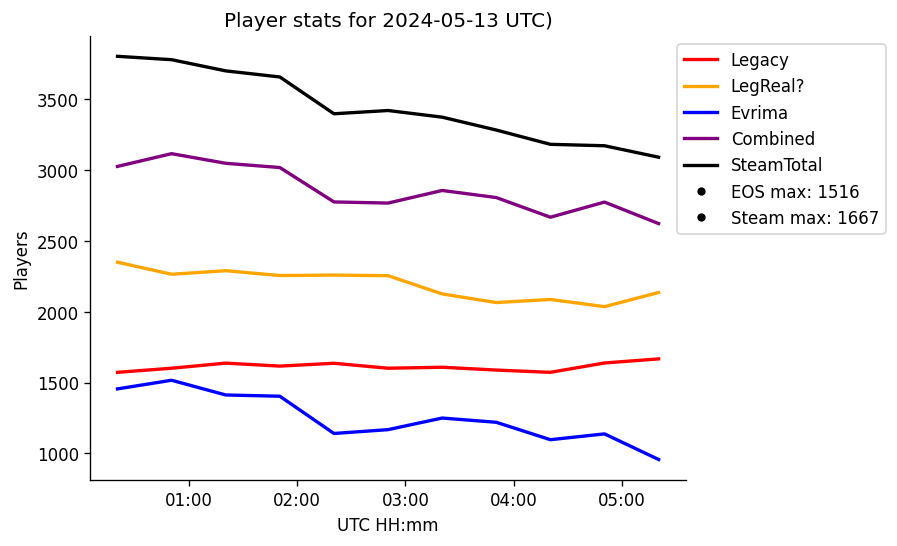 Player stats for 2024-05-13 UTC)
Players
3500
3000
2500
2000
1500
1000
01:00
02:00
03:00
04:00
05:00
UTC HH:mm
Legacy
LegReal?
Evrima
Combined
SteamTotal
EOS max: 1516
Steam max: 1667